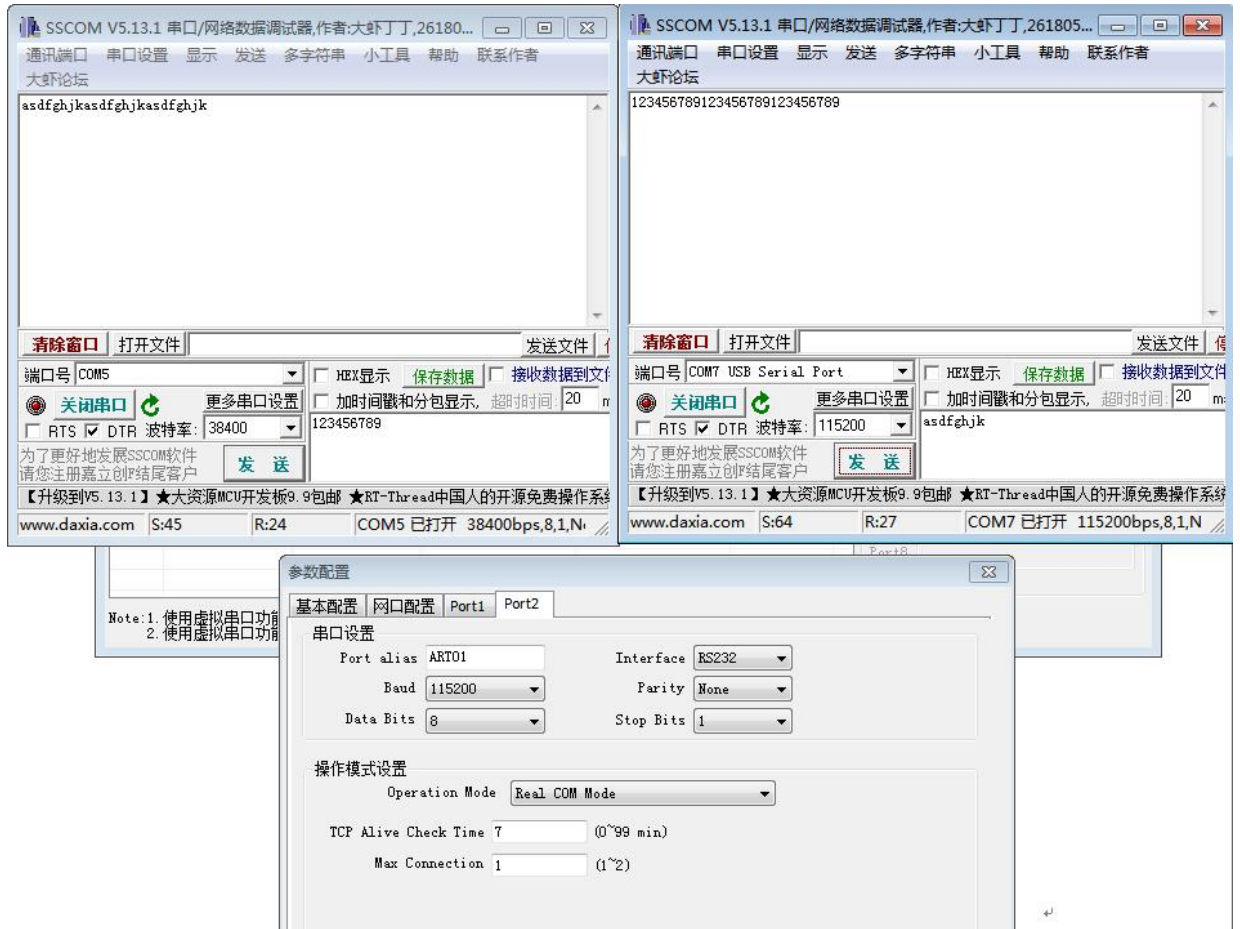 SSCOM V5.13.1 串口/网络数据调试器,作者:大虾丁丁,26180...
通讯端口 串口设置 显示 发送 多字符串 小工具 帮助 联系作者
大虾论坛
asdfghjkasdfghjkasdfghjk
清除窗口 打开文件 发送文件
端口号 COM5 HEX显示 保存数据 接收数据到文件
关闭串口 更多串口设置 加时间戳和分包显示, 超时时间: 20 m
RTS DTR 波特率: 38400 123456789
为了更好地发展SSCOM软件
请您注册嘉立创F结尾客户
发 送
【升级到V5.13.1】★大资源MCU开发板9.9包邮 ★RT-Thread中国人的开源免费操作系统
www.daxia.com S:45 R:24 COM5 已打开 38400bps,8,1,N
SSCOM V5.13.1 串口/网络数据调试器,作者:大虾丁丁,261805...
通讯端口 串口设置 显示 发送 多字符串 小工具 帮助 联系作者
大虾论坛
123456789123456789123456789
清除窗口 打开文件 发送文件
端口号 COM7 USB Serial Port HEX显示 保存数据 接收数据到文件
关闭串口 更多串口设置 加时间戳和分包显示, 超时时间: 20 m
RTS DTR 波特率: 115200 asdfghjk
为了更好地发展SSCOM软件
请您注册嘉立创F结尾客户
发 送
【升级到V5.13.1】★大资源MCU开发板9.9包邮 ★RT-Thread中国人的开源免费操作系统
www.daxia.com S:64 R:27 COM7 已打开 115200bps,8,1,N
Port8
Note:1.使用虚拟串口功能
2.使用虚拟串口功能
参数配置
基本配置 网口配置 Port1 Port2
串口设置
Port alias ART01 Interface RS232
Baud 115200 Parity None
Data Bits 8 Stop Bits 1
操作模式设置
Operation Mode Real COM Mode
TCP Alive Check Time 7 (0~99 min)
Max Connection 1 (1~2)